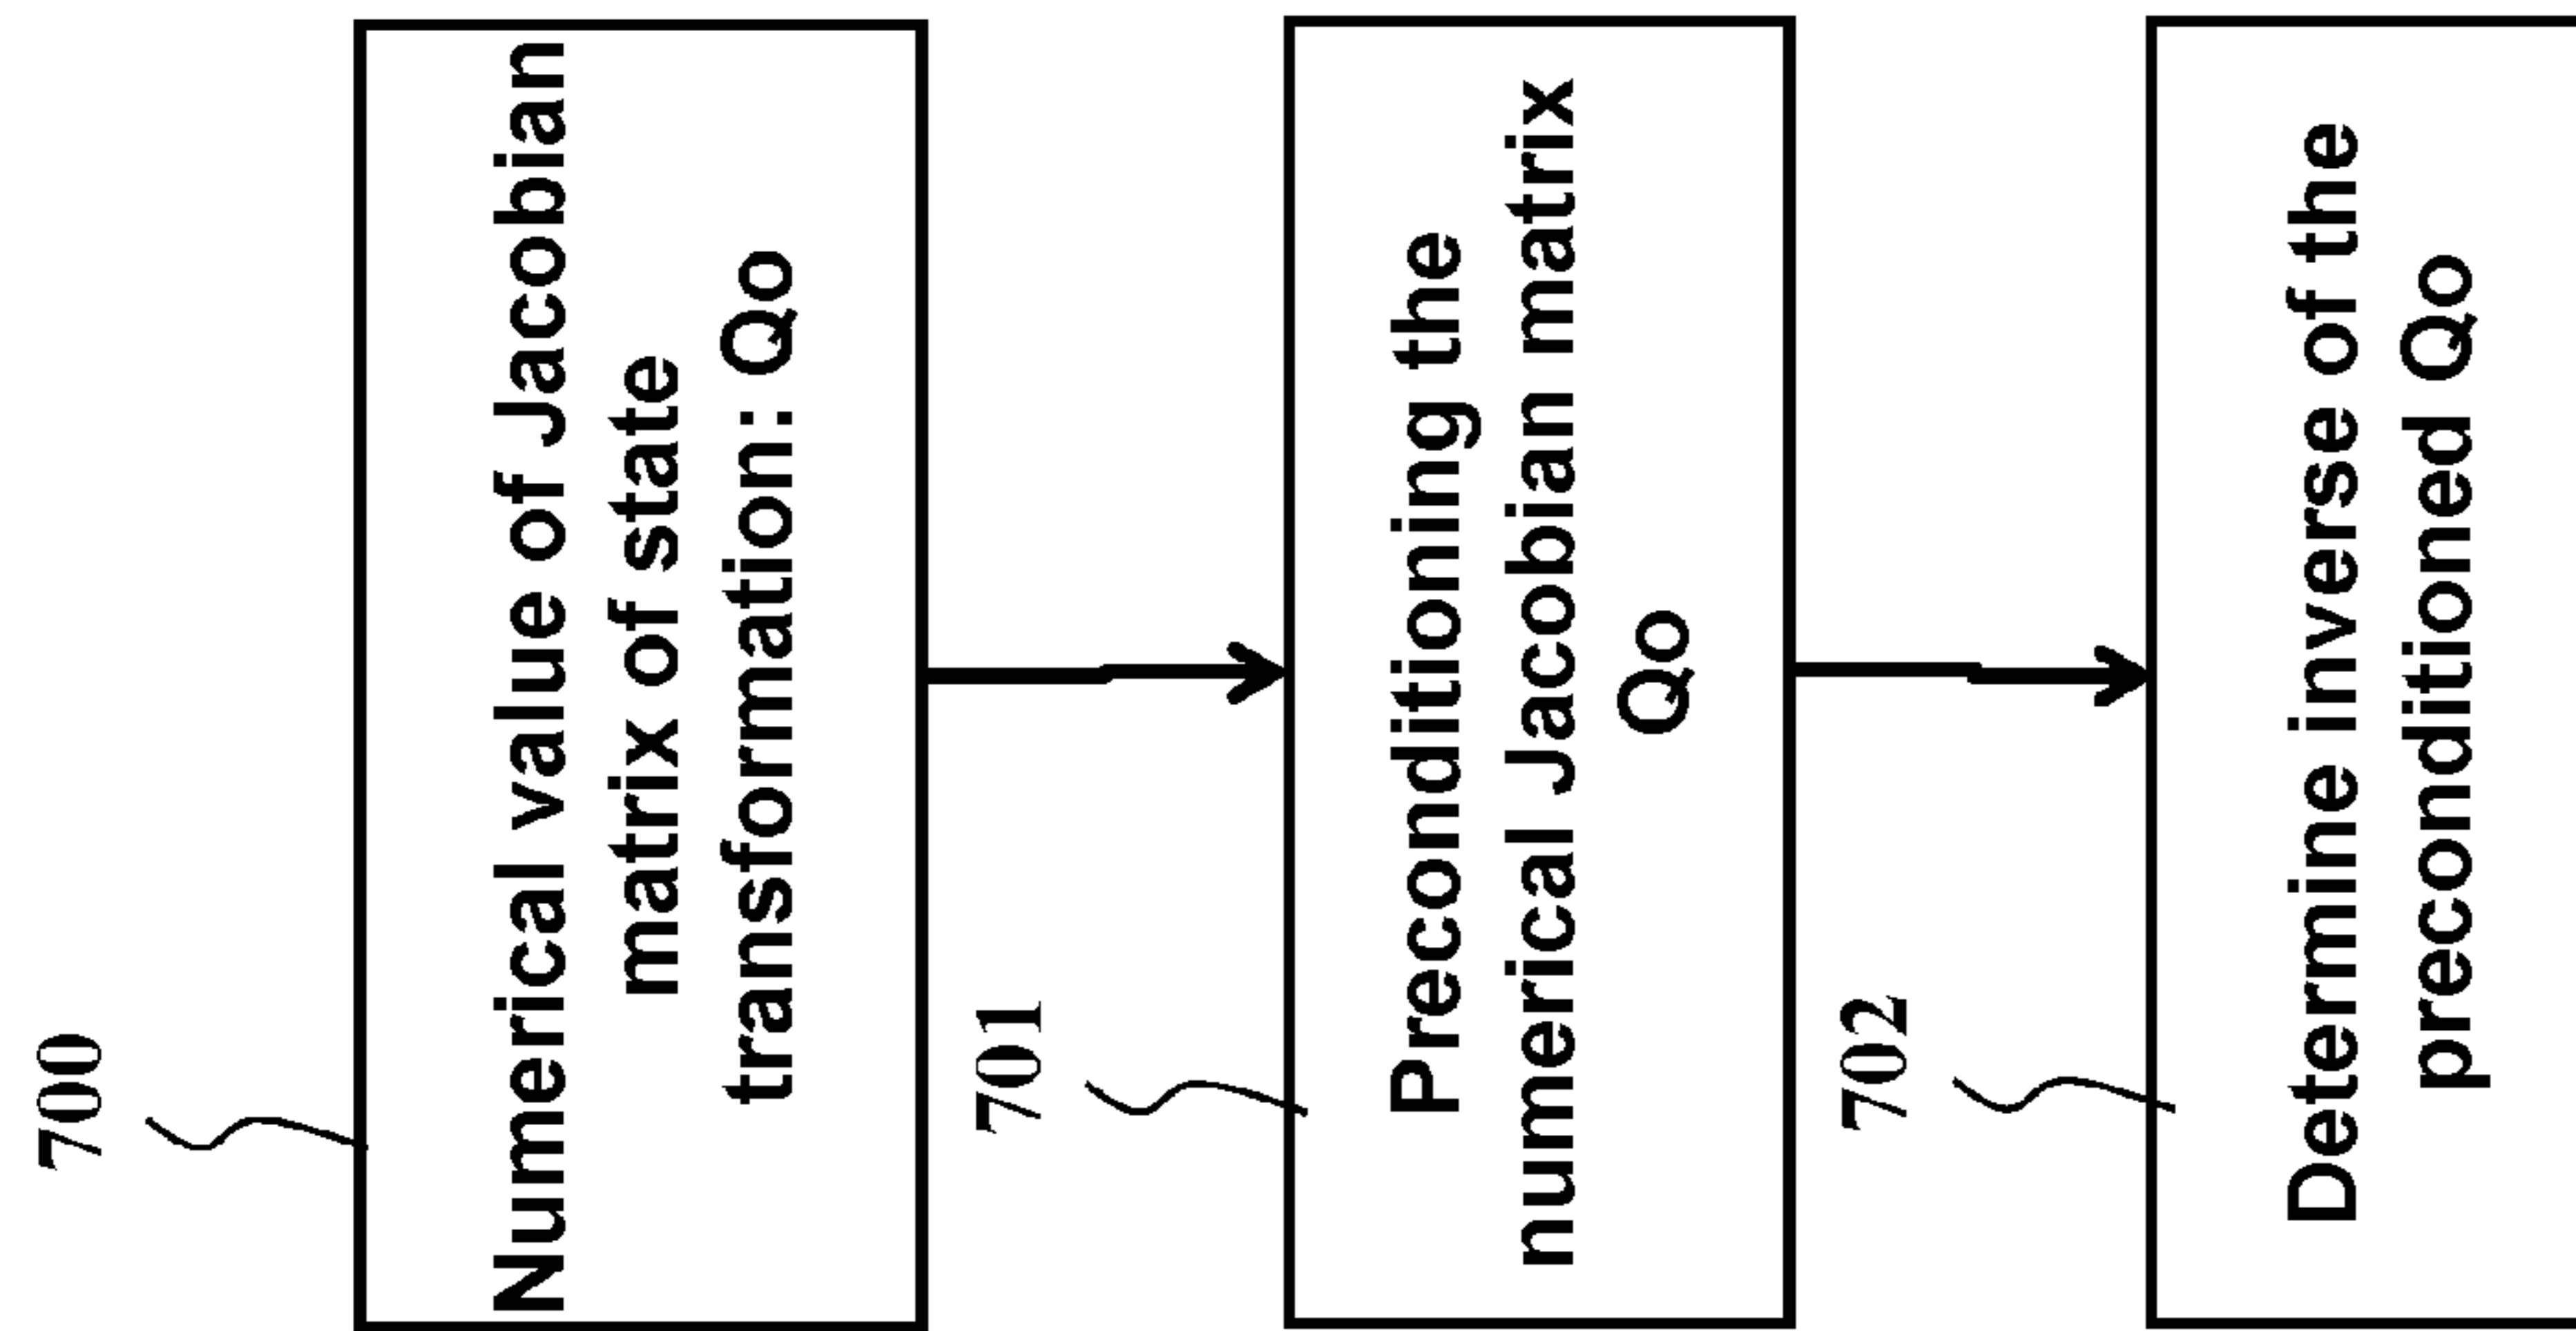 700
Numerical value of Jacobian
matrix of state
transformation: Qo
701
Preconditioning the
numerical Jacobian matrix
Qo
702
Determine inverse of the
preconditioned Qo